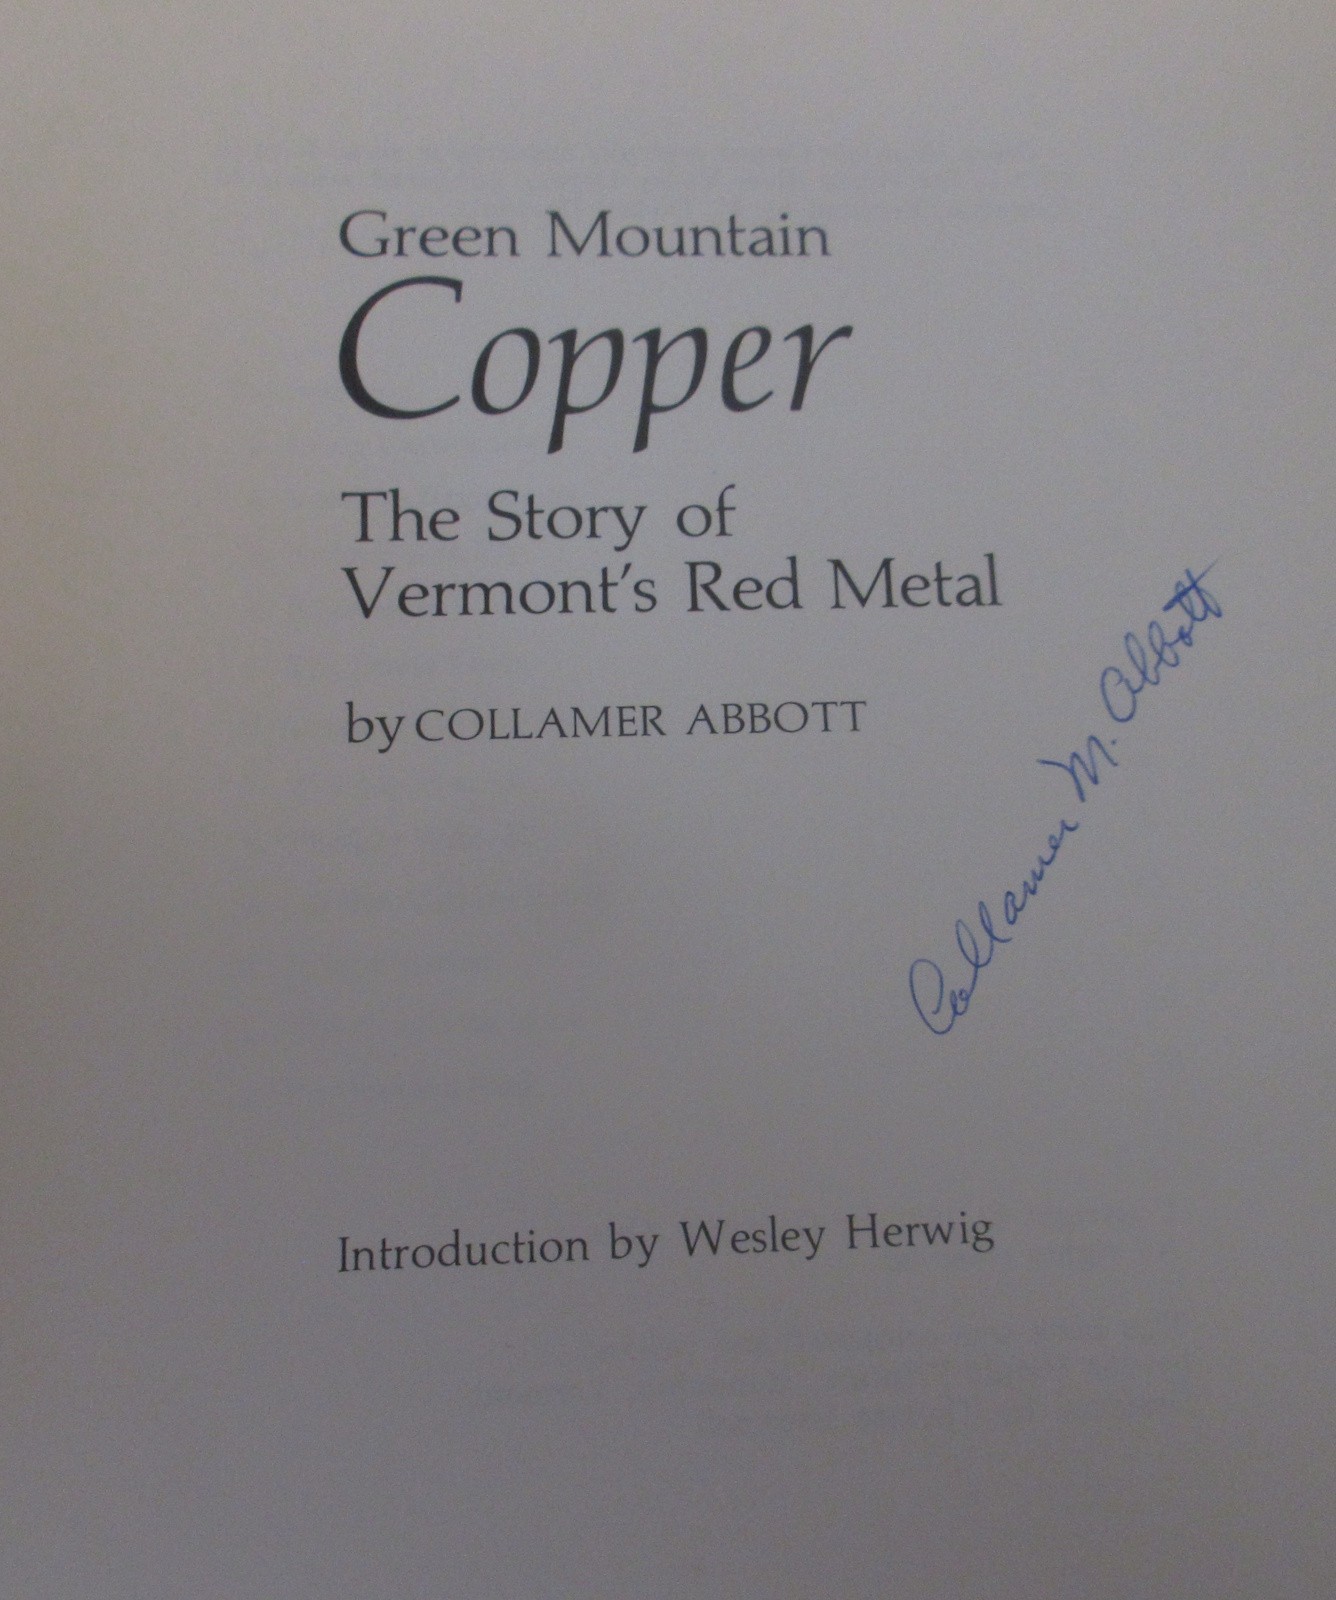 Green Mountain
Copper
The Story of
Vermont's Red Metal
by COLLAMER ABBOTT
Collamer M. Abbott
Introduction by Wesley Herwig